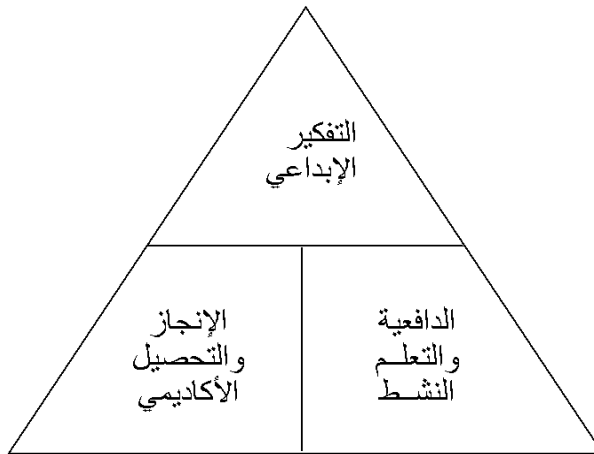 التفكير
الإبداعي
الدافعية
والتعلم
النشط
الإنجاز
والتحصيل
الأكاديمي